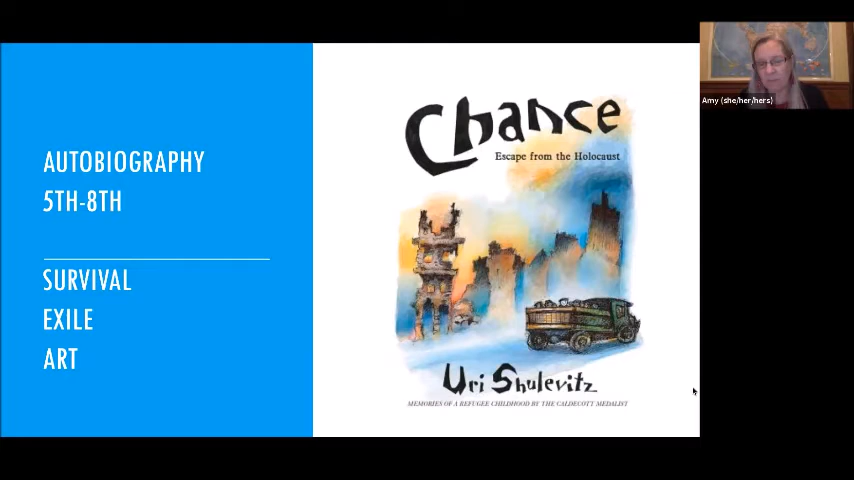 AUTOBIOGRAPHY
5TH-8TH
SURVIVAL
EXILE
ART
Chance
Escape from the Holocaust
Uri Shulevitz
MEMORIES OF A REFUGEE CHILDHOOD BY THE CALDECOTT MEDALIST
Amy (she/her/hers)